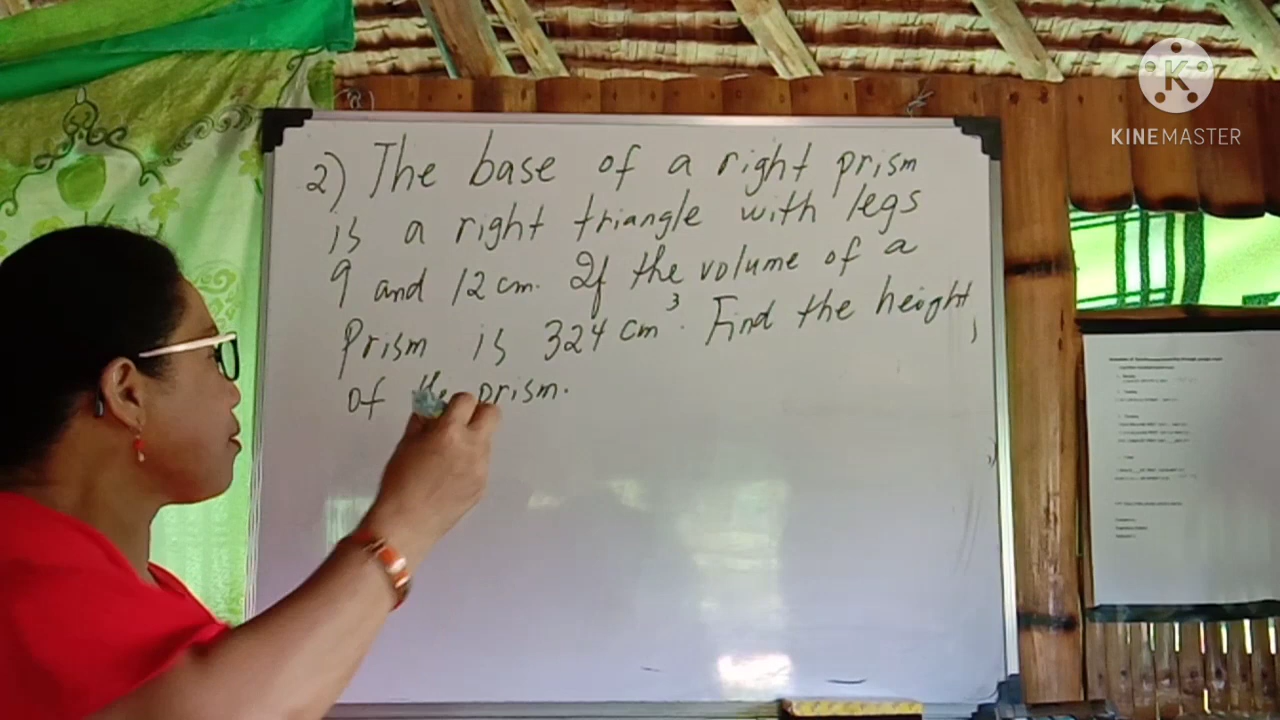 2) The base of a right prism
is a right triangle with legs
9 and 12 cm. If the volume of a
Prism is 324 cm³. Find the height
of the prism.
KINEMASTER